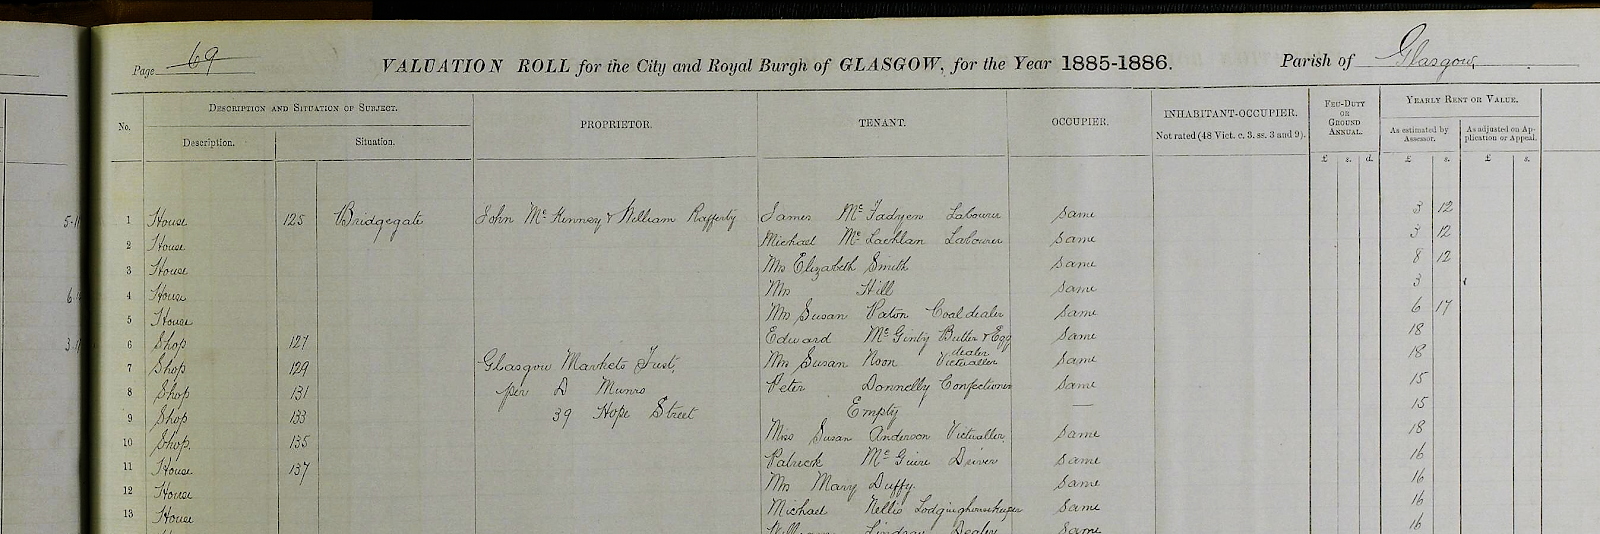 Page 69 VALUATION ROLL for the City and Royal Burgh of GLASGOW, for the Year 1885-1886. Parish of Glasgow.
No. DESCRIPTION AND SITUATION OF SUBJECT. PROPRIETOR. TENANT. OCCUPIER. INHABITANT-OCCUPIER. Not rated (48 Vict. c. 3. ss. 3 and 9). FEU-DUTY OR GROUND ANNUAL. YEARLY RENT OR VALUE.
Description. Situation. As estimated by Assessor. As adjusted on Application or Appeal.
£ s. d. £ s. £ s.
1 House 125 Bridgegate John McKenney & William Rafferty James McFadyen Labourer Same 3 12
2 House Michael McLachlan Labourer Same 3 12
3 House Mrs Elizabeth Smith Same 8 12
4 House Mrs Hill Same 3
5 House Mrs Susan Paton Coal dealer Same 6 17
6 Shop 127 Edward McGinty Butter & Egg dealer Same 18
7 Shop 129 Glasgow Markets Trust, Mrs Susan Noon Victualler Same 18
8 Shop 131 per D Munro Peter Donnelly Confectioner Same 15
9 Shop 133 39 Hope Street Empty — 15
10 Shop. 135 Miss Susan Anderson Victualler Same 18
11 House 137 Patrick McGuire Driver Same 16
12 House Mrs Mary Duffy Same 16
13 House Michael Nellis Lodginghousekeeper Same 16
William Lindsay Dealer Same 16